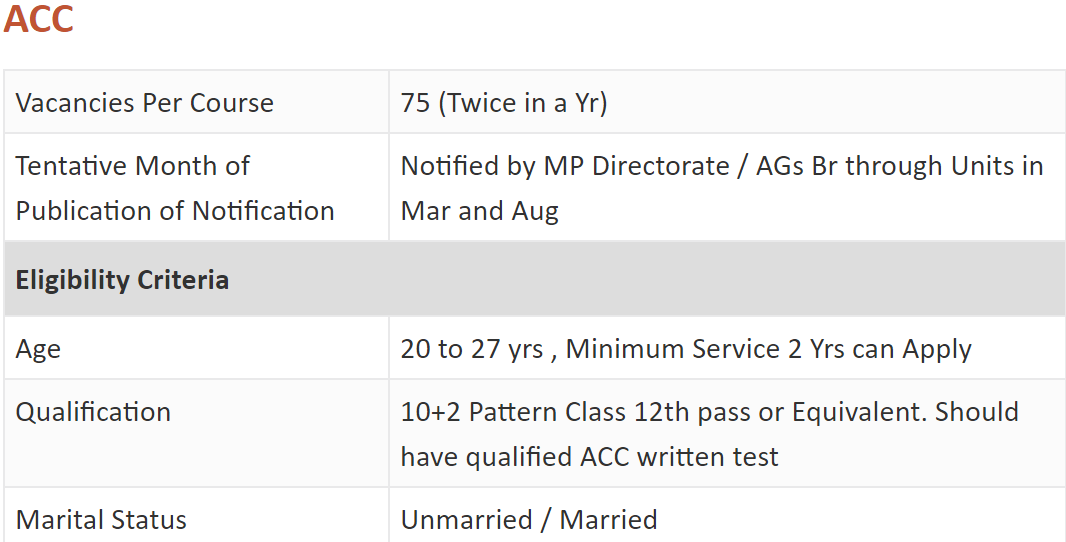 ACC
Vacancies Per Course
75 (Twice in a Yr)
Tentative Month of
Publication of Notification
Notified by MP Directorate / AGs Br through Units in
Mar and Aug
Eligibility Criteria
Age
20 to 27 yrs , Minimum Service 2 Yrs can Apply
Qualification
10+2 Pattern Class 12th pass or Equivalent. Should
have qualified ACC written test
Marital Status
Unmarried / Married